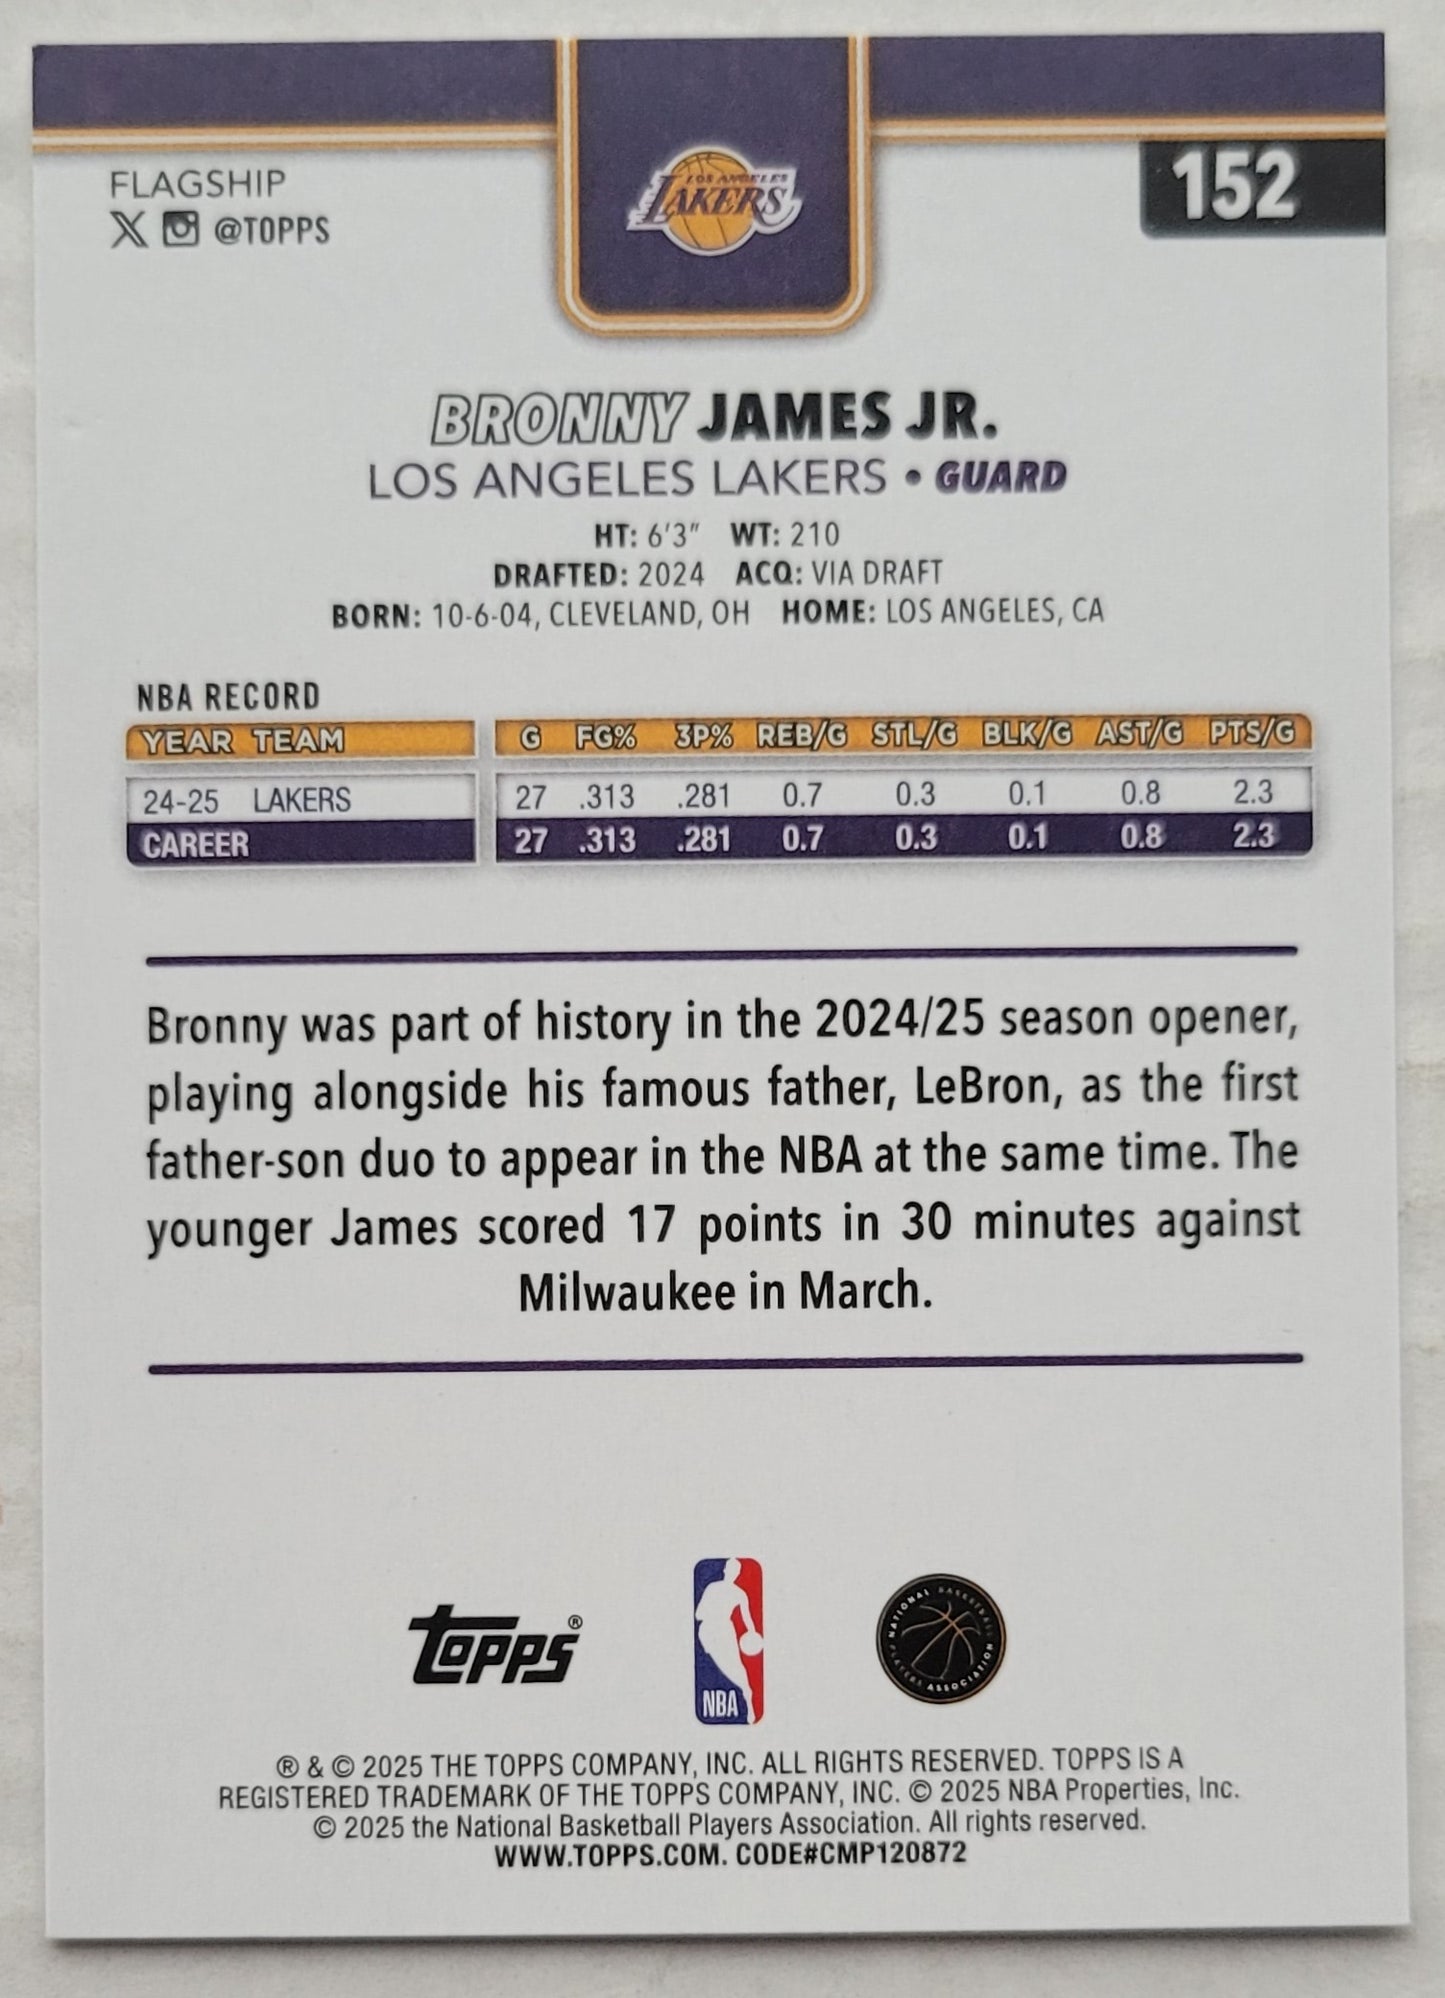 LOS ANGELES
LAKERS
152
FLAGSHIP
@TOPPS
BRONNY JAMES JR.
LOS ANGELES LAKERS • GUARD
HT: 6'3" WT: 210
DRAFTED: 2024 ACQ: VIA DRAFT
BORN: 10-6-04, CLEVELAND, OH HOME: LOS ANGELES, CA
NBA RECORD
YEAR TEAM G FG% 3P% REB/G STL/G BLK/G AST/G PTS/G
24-25 LAKERS 27 .313 .281 0.7 0.3 0.1 0.8 2.3
CAREER 27 .313 .281 0.7 0.3 0.1 0.8 2.3
Bronny was part of history in the 2024/25 season opener,
playing alongside his famous father, LeBron, as the first
father-son duo to appear in the NBA at the same time. The
younger James scored 17 points in 30 minutes against
Milwaukee in March.
Topps®
NBA
NATIONAL BASKETBALL PLAYERS ASSOCIATION
® & © 2025 THE TOPPS COMPANY, INC. ALL RIGHTS RESERVED. TOPPS IS A
REGISTERED TRADEMARK OF THE TOPPS COMPANY, INC. © 2025 NBA Properties, Inc.
© 2025 the National Basketball Players Association. All rights reserved.
WWW.TOPPS.COM. CODE#CMP120872